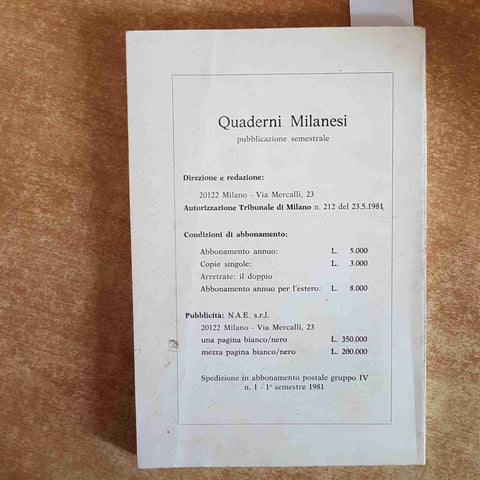 Quaderni Milanesi
pubblicazione semestrale
Direzione e redazione:
20122 Milano - Via Mercalli, 23
Autorizzazione Tribunale di Milano n. 212 del 23.5.1981
Condizioni di abbonamento:
Abbonamento annuo: L. 5.000
Copie singole: L. 3.000
Arretrate: il doppio
Abbonamento annuo per l'estero: L. 8.000
Pubblicità: N.A.E. s.r.l.
20122 Milano - Via Mercalli, 23
una pagina bianco/nero L. 350.000
mezza pagina bianco/nero L. 200.000
Spedizione in abbonamento postale gruppo IV
n. 1 - 1° semestre 1981